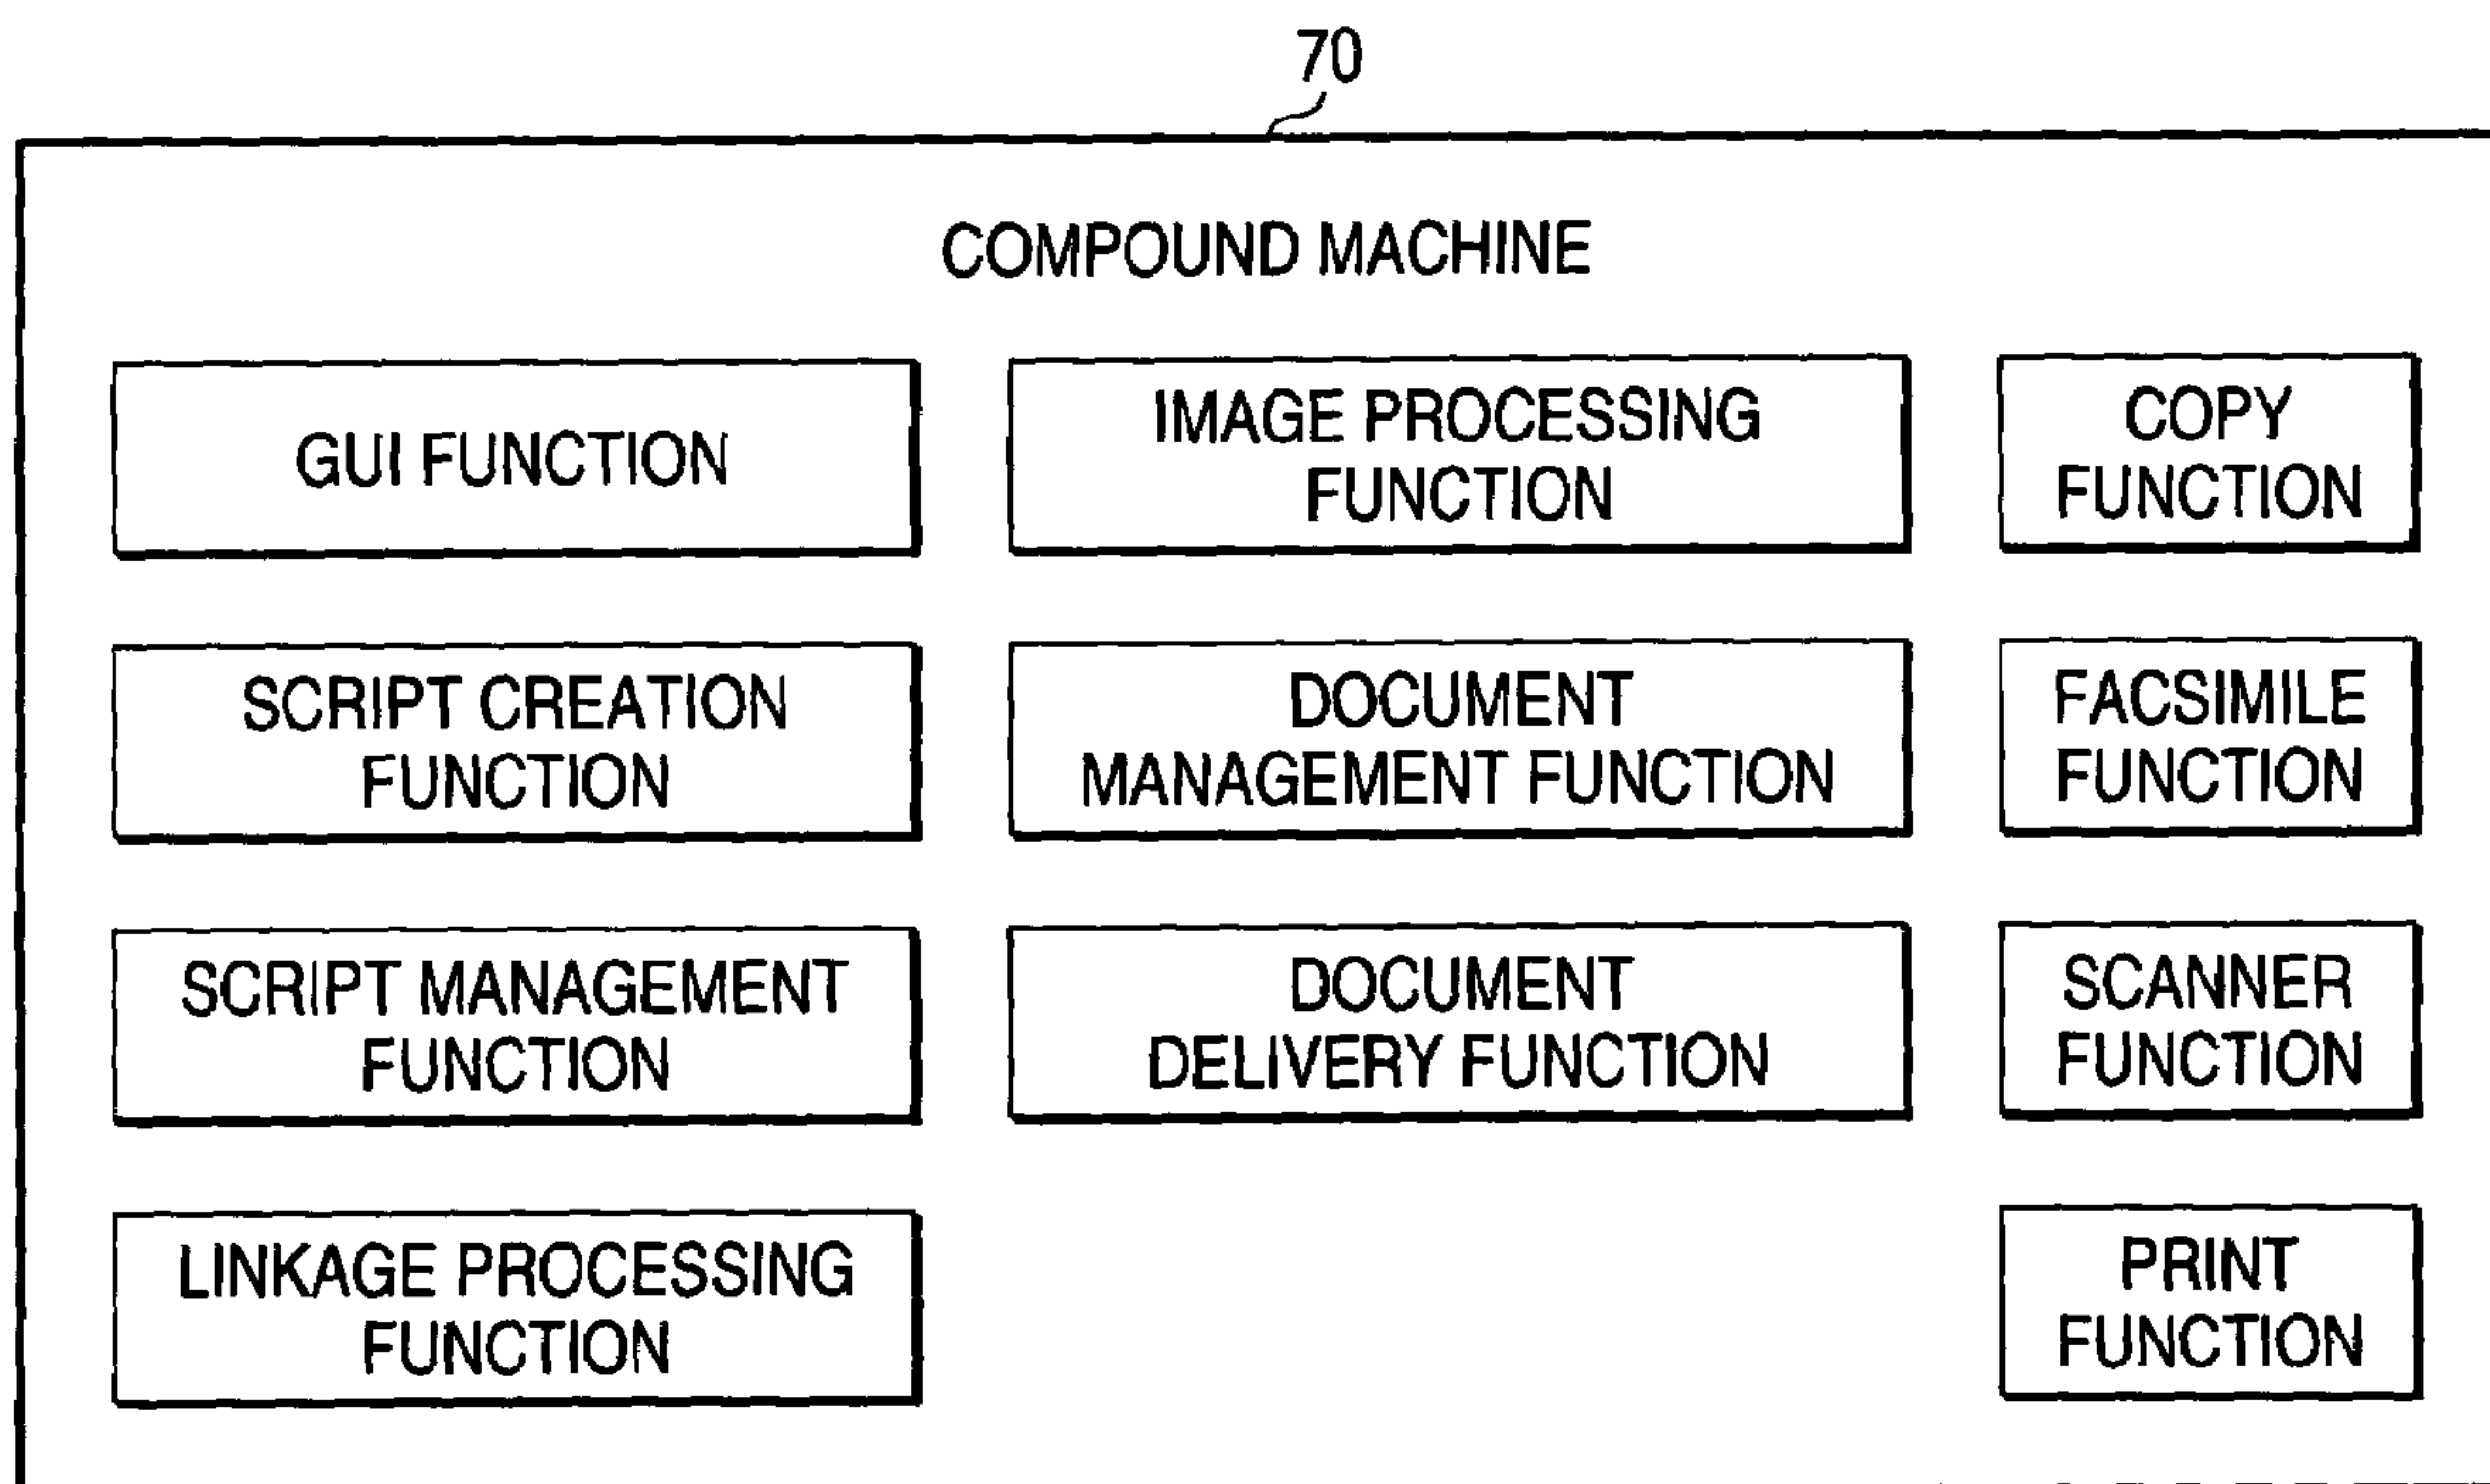 70
COMPOUND MACHINE
GUI FUNCTION
IMAGE PROCESSING
FUNCTION
COPY
FUNCTION
SCRIPT CREATION
FUNCTION
DOCUMENT
MANAGEMENT FUNCTION
FACSIMILE
FUNCTION
SCRIPT MANAGEMENT
FUNCTION
DOCUMENT
DELIVERY FUNCTION
SCANNER
FUNCTION
LINKAGE PROCESSING
FUNCTION
PRINT
FUNCTION